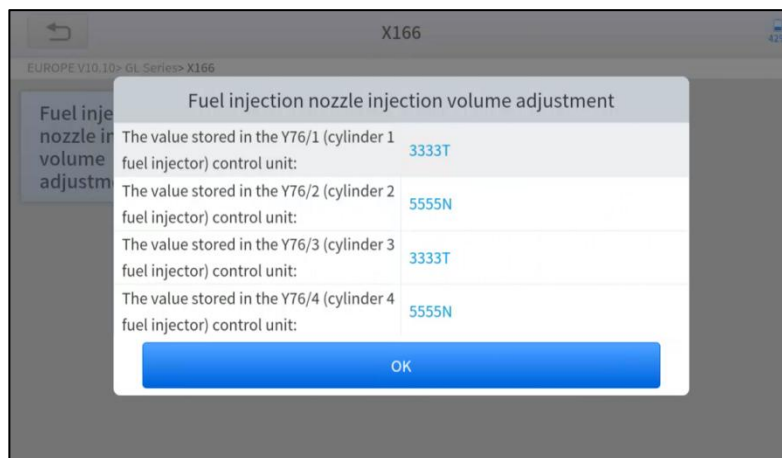 X166
EUROPE V10.10> GL Series> X166
Fuel inje
nozzle in
volume
adjustm
Fuel injection nozzle injection volume adjustment
The value stored in the Y76/1 (cylinder 1
fuel injector) control unit:
3333T
The value stored in the Y76/2 (cylinder 2
fuel injector) control unit:
5555N
The value stored in the Y76/3 (cylinder 3
fuel injector) control unit:
3333T
The value stored in the Y76/4 (cylinder 4
fuel injector) control unit:
5555N
OK